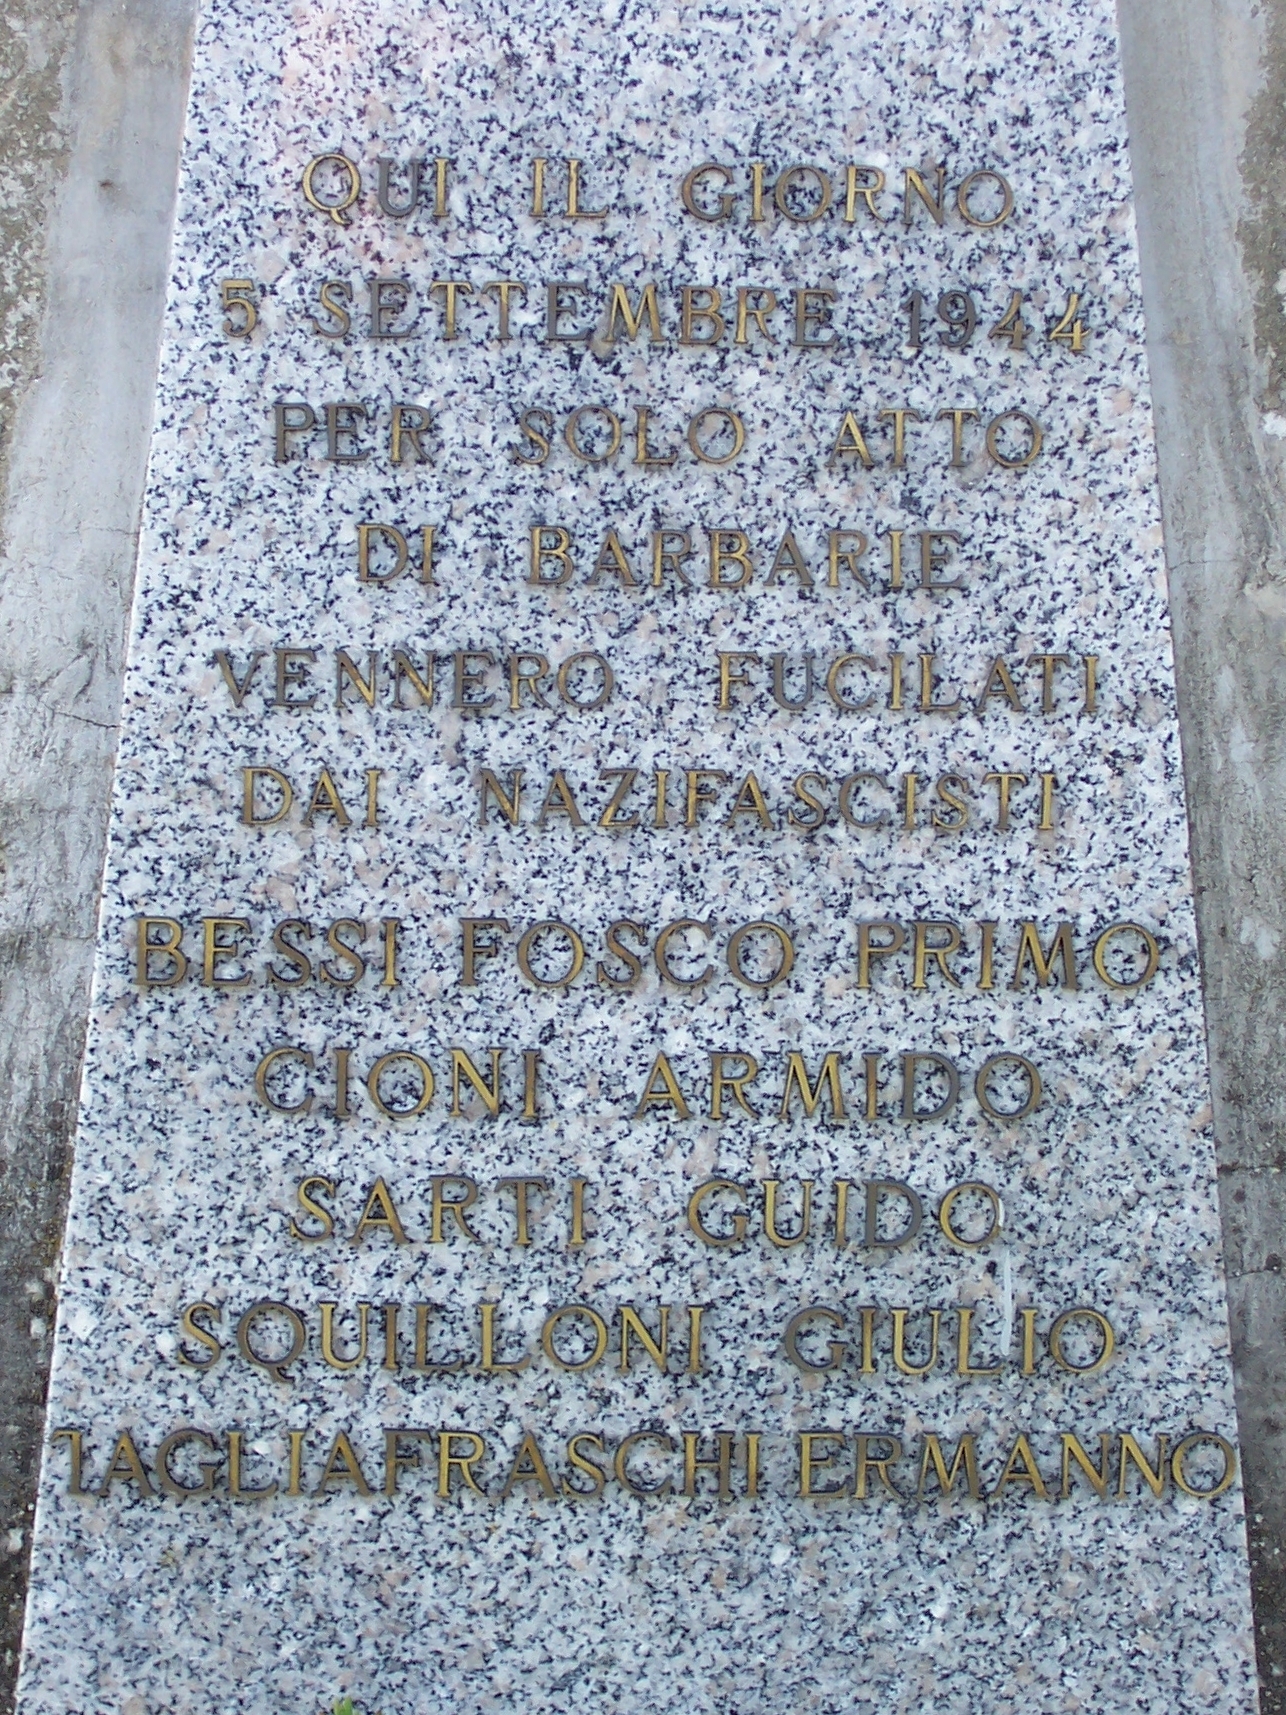 QUI IL GIORNO
5 SETTEMBRE 1944
PER SOLO ATTO
DI BARBARIE
VENNERO FUCILATI
DAI NAZIFASCISTI
BESSI FOSCO PRIMO
CIONI ARMIDO
SARTI GUIDO
SQUILLONI GIULIO
TAGLIAFRASCHI ERMANNO